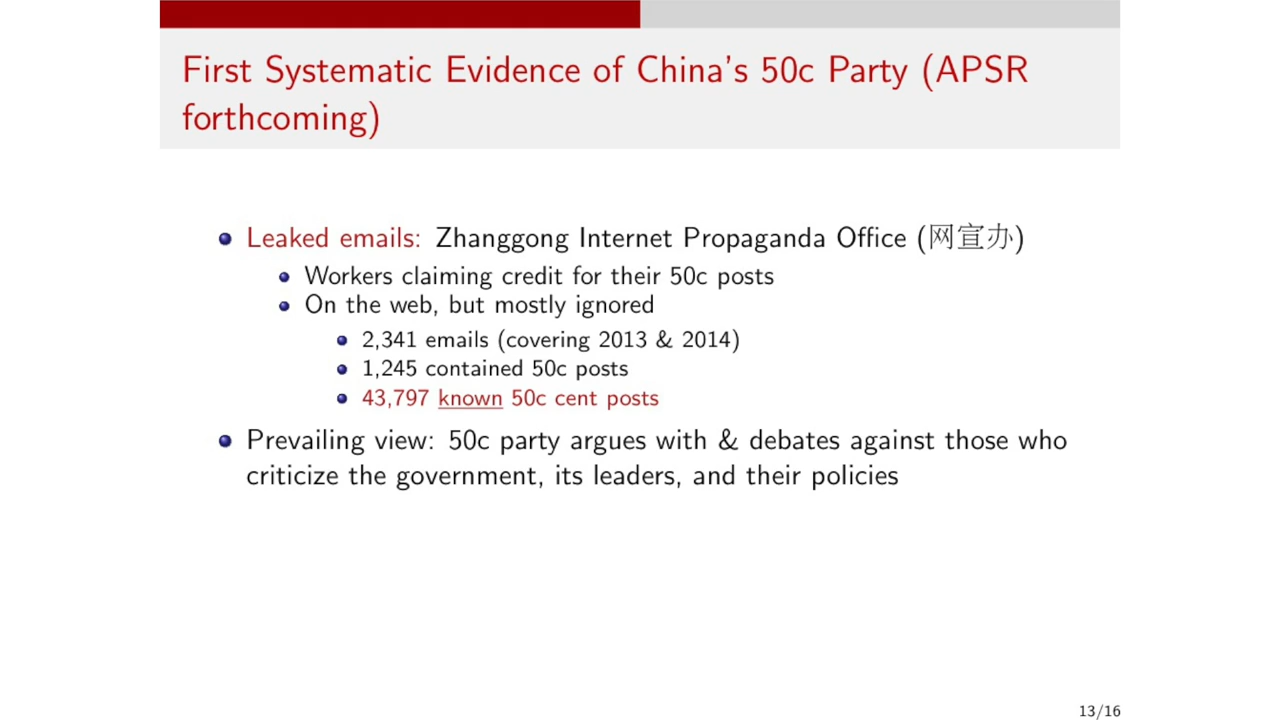 First Systematic Evidence of China's 50c Party (APSR
forthcoming)
Leaked emails: Zhanggong Internet Propaganda Office (网宣办)
Workers claiming credit for their 50c posts
On the web, but mostly ignored
2,341 emails (covering 2013 & 2014)
1,245 contained 50c posts
43,797 known 50c cent posts
Prevailing view: 50c party argues with & debates against those who
criticize the government, its leaders, and their policies
13/16